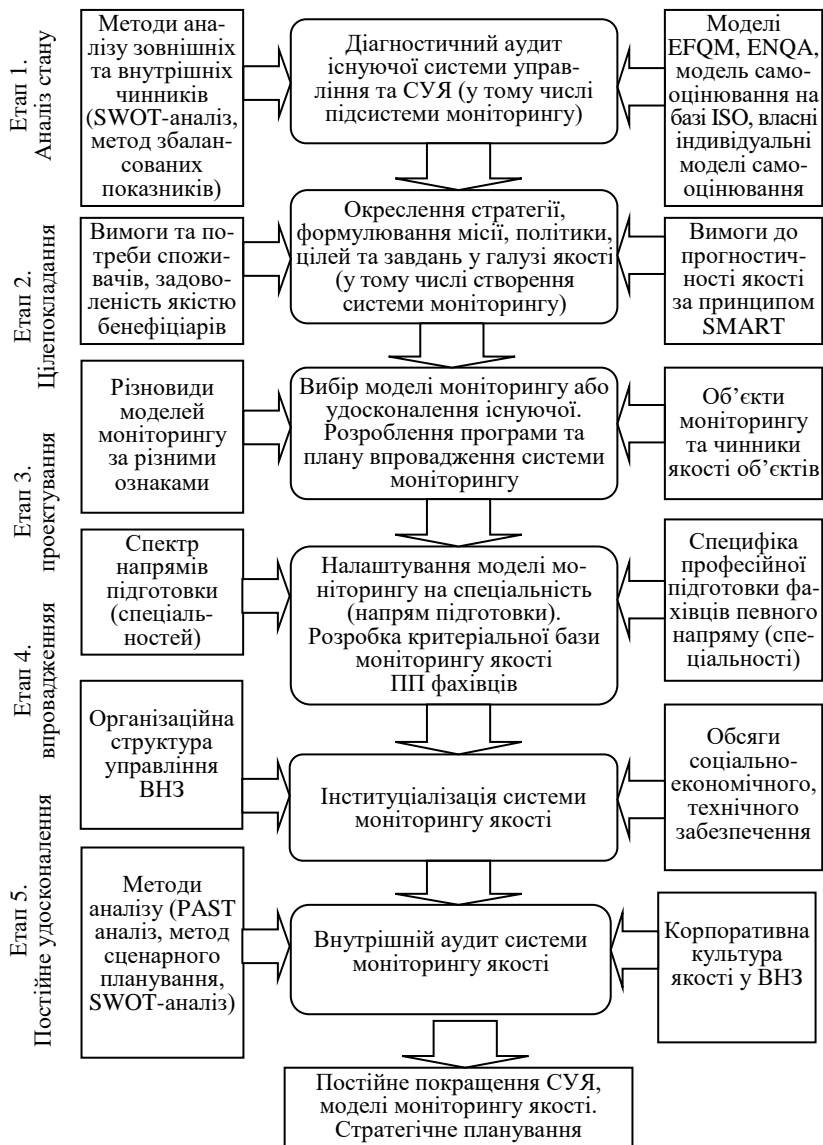 Етап 1.
Аналіз стану
Методи ана-
лізу зовнішніх
та внутрішніх
чинників
(SWOT-аналіз,
метод збалан-
сованих
показників)
Діагностичний аудит
існуючої системи управ-
ління та СУЯ (у тому числі
підсистеми моніторингу)
Моделі
EFQM, ENQA,
модель само-
оцінювання на
базі ISO, власні
індивідуальні
моделі само-
оцінювання
Етап 2.
Цілепокладання
Вимоги та по-
треби спожи-
вачів, задово-
леність якістю
бенефіціарів
Окреслення стратегії,
формулювання місії, політики,
цілей та завдань у галузі якості
(у тому числі створення
системи моніторингу)
Вимоги до
прогностич-
ності якості
за принципом
SMART
Етап 3.
проектування
Різновиди
моделей
моніторингу
за різними
ознаками
Вибір моделі моніторингу або
удосконалення існуючої.
Розроблення програми та
плану впровадження системи
моніторингу
Об’єкти
моніторингу
та чинники
якості об’єктів
Етап 4.
впровадженняя
Спектр
напрямів
підготовки
(спеціаль-
ностей)
Налаштування моделі мо-
ніторингу на спеціальність
(напрям підготовки).
Розробка критеріальної бази
моніторингу якості
ПП фахівців
Специфіка
професійної
підготовки фа-
хівців певного
напряму (спе-
ціальності)
Етап 5.
Постійне удосконалення
Організаційна
структура
управління
ВНЗ
Інституціалізація системи
моніторингу якості
Обсяги
соціально-
економічного,
технічного
забезпечення
Методи
аналізу (PAST
аналіз, метод
сценарного
планування,
SWOT-аналіз)
Внутрішній аудит системи
моніторингу якості
Корпоративна
культура
якості у ВНЗ
Постійне покращення СУЯ,
моделі моніторингу якості.
Стратегічне планування